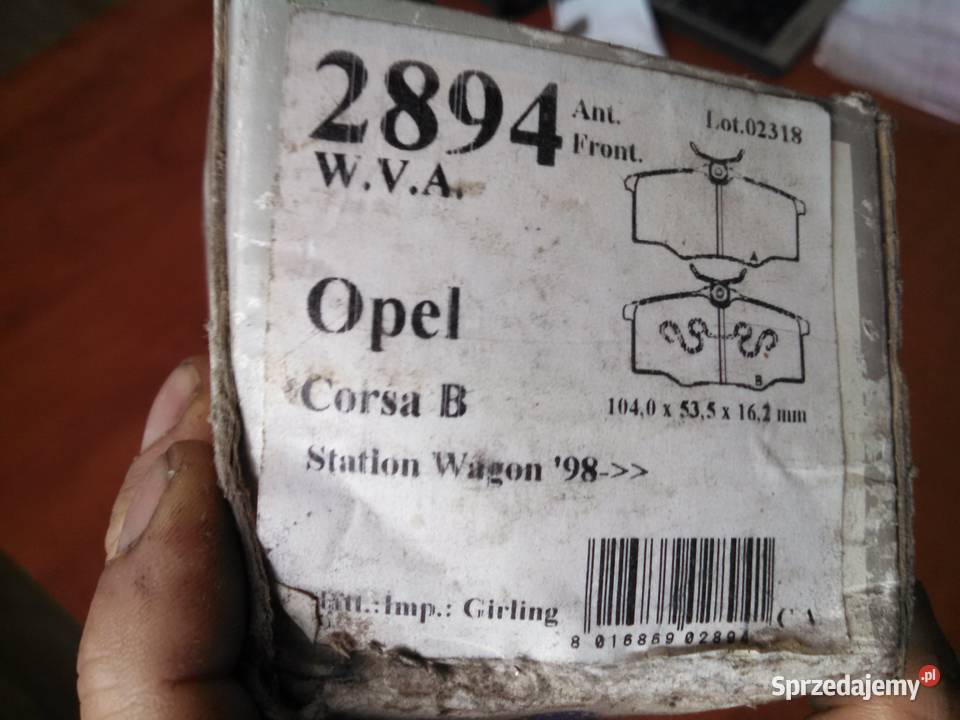 2894 Ant.
Front.
Lot.02318
W.V.A.
A
Opel
B
Corsa B
104,0 x 53,5 x 16,2 mm
Station Wagon '98->>
Imp.: Girling
8 016869 02894
Sprzedajemy.pl